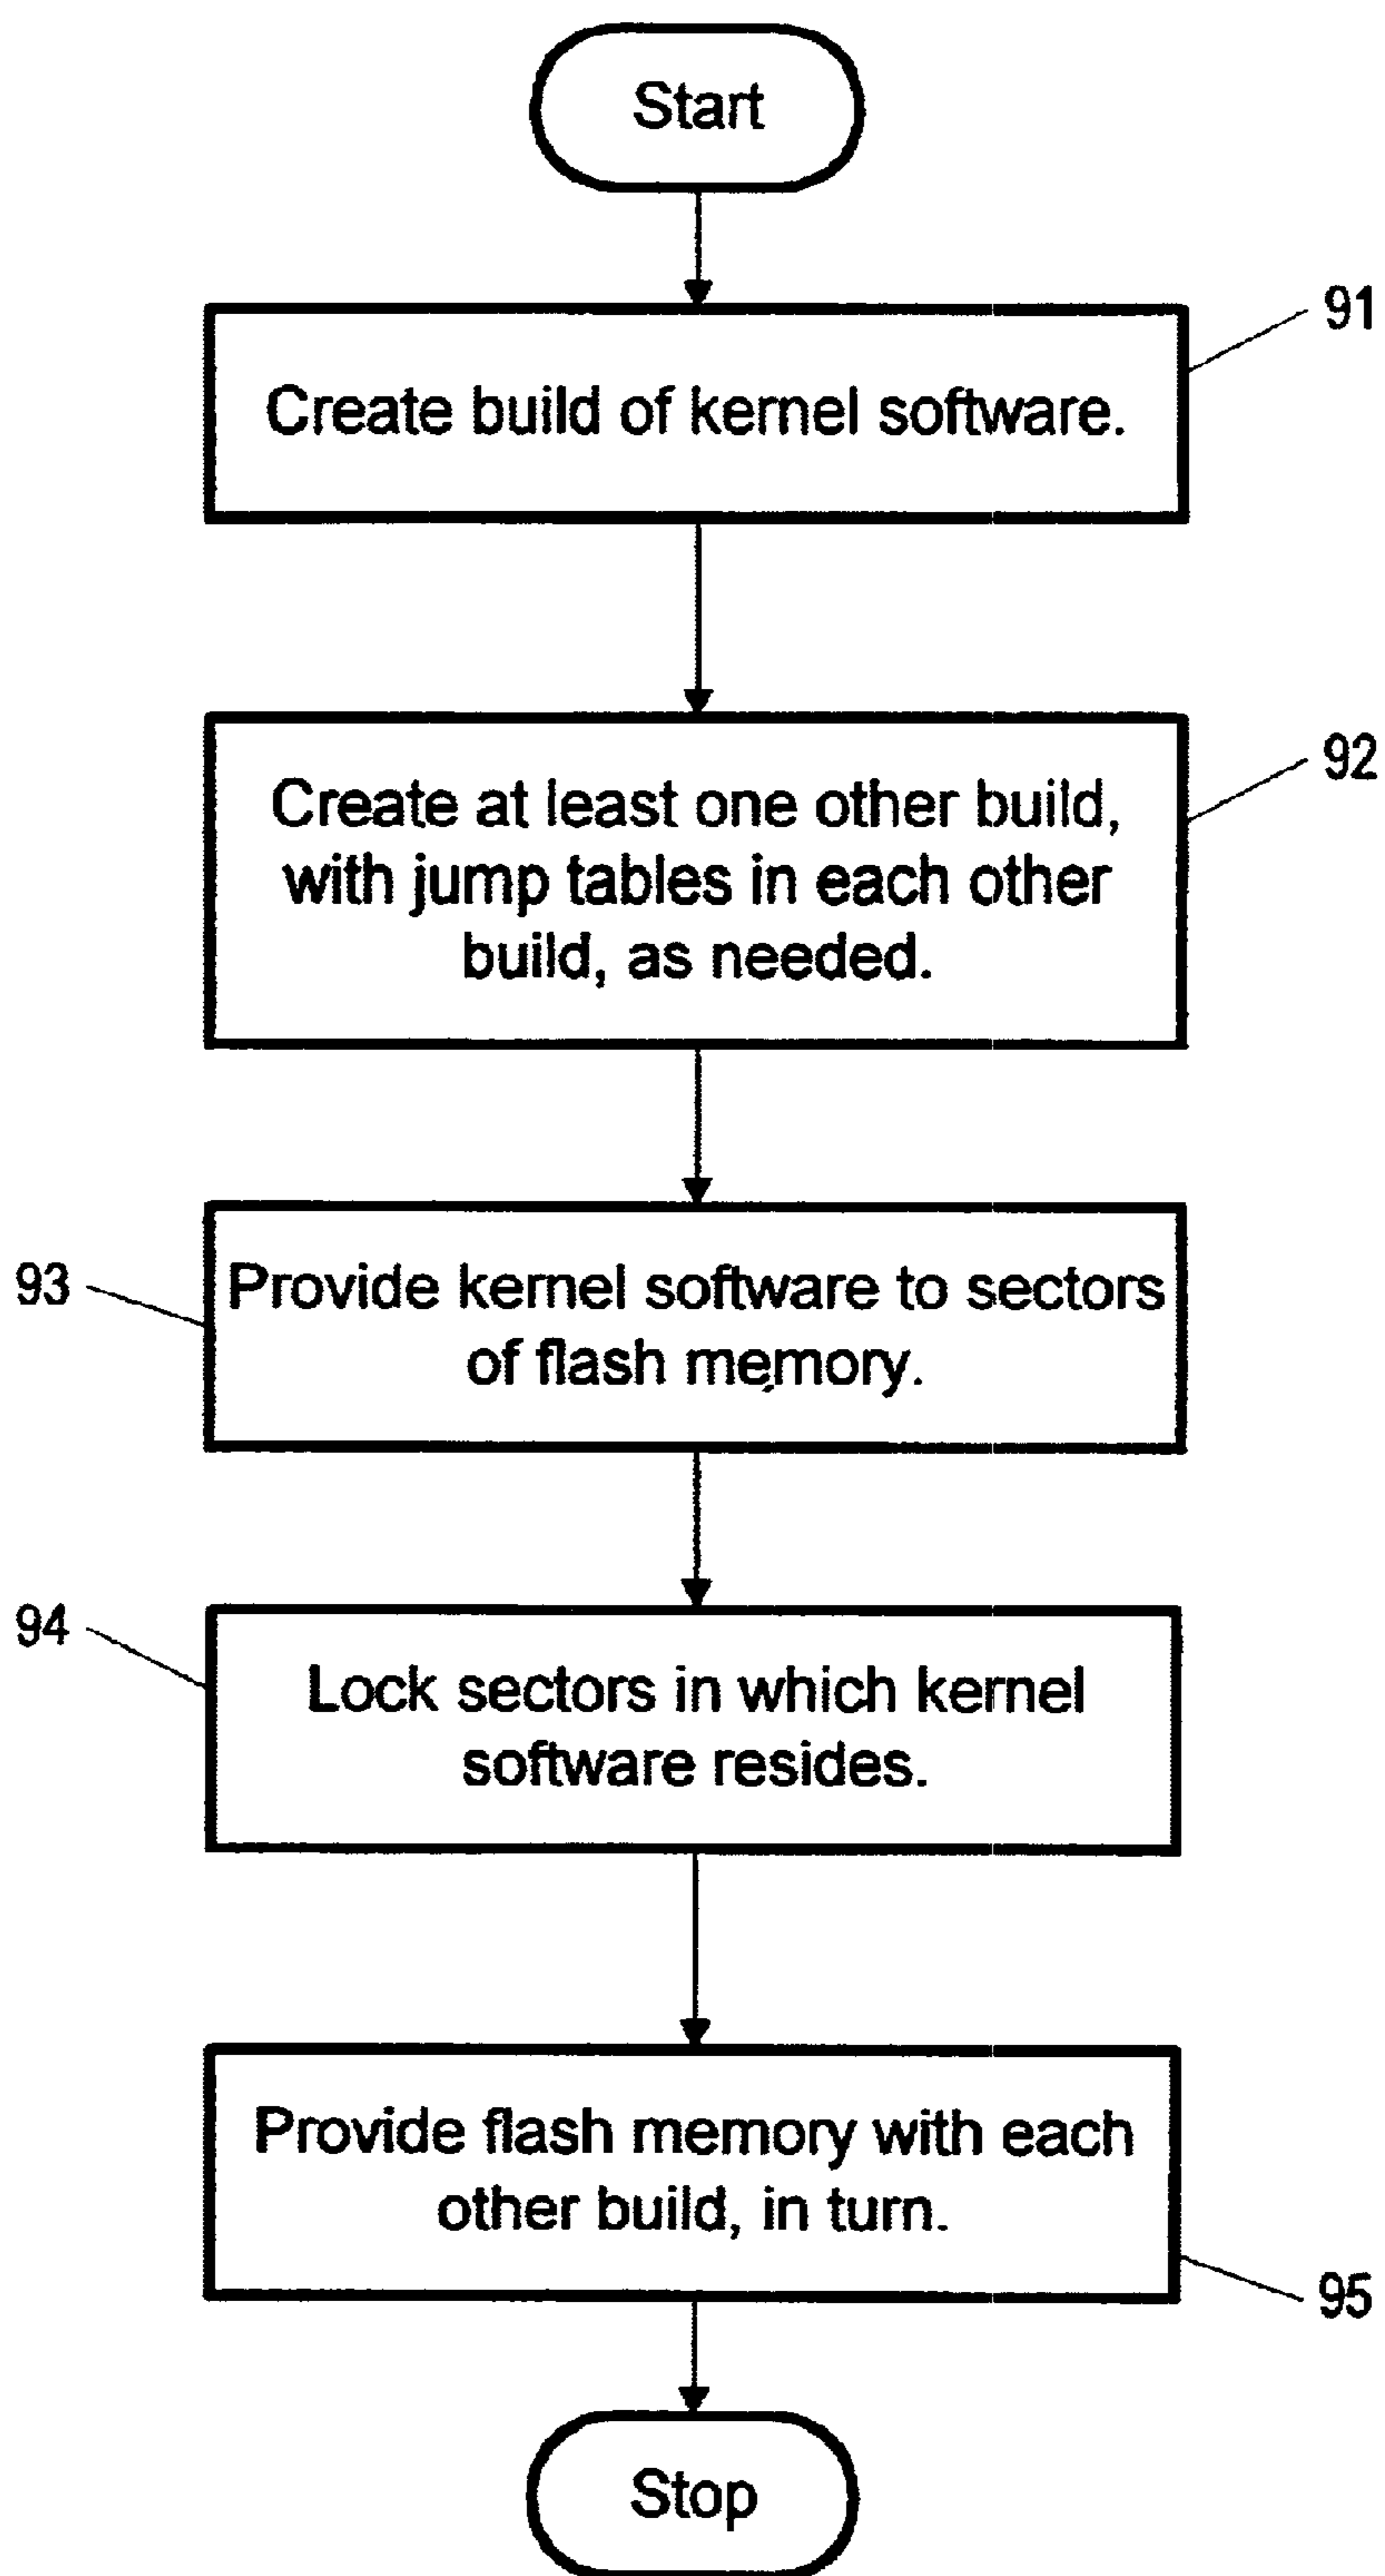 Start
91
Create build of kernel software.
92
Create at least one other build,
with jump tables in each other
build, as needed.
93
Provide kernel software to sectors
of flash memory.
94
Lock sectors in which kernel
software resides.
Provide flash memory with each
other build, in turn.
95
Stop